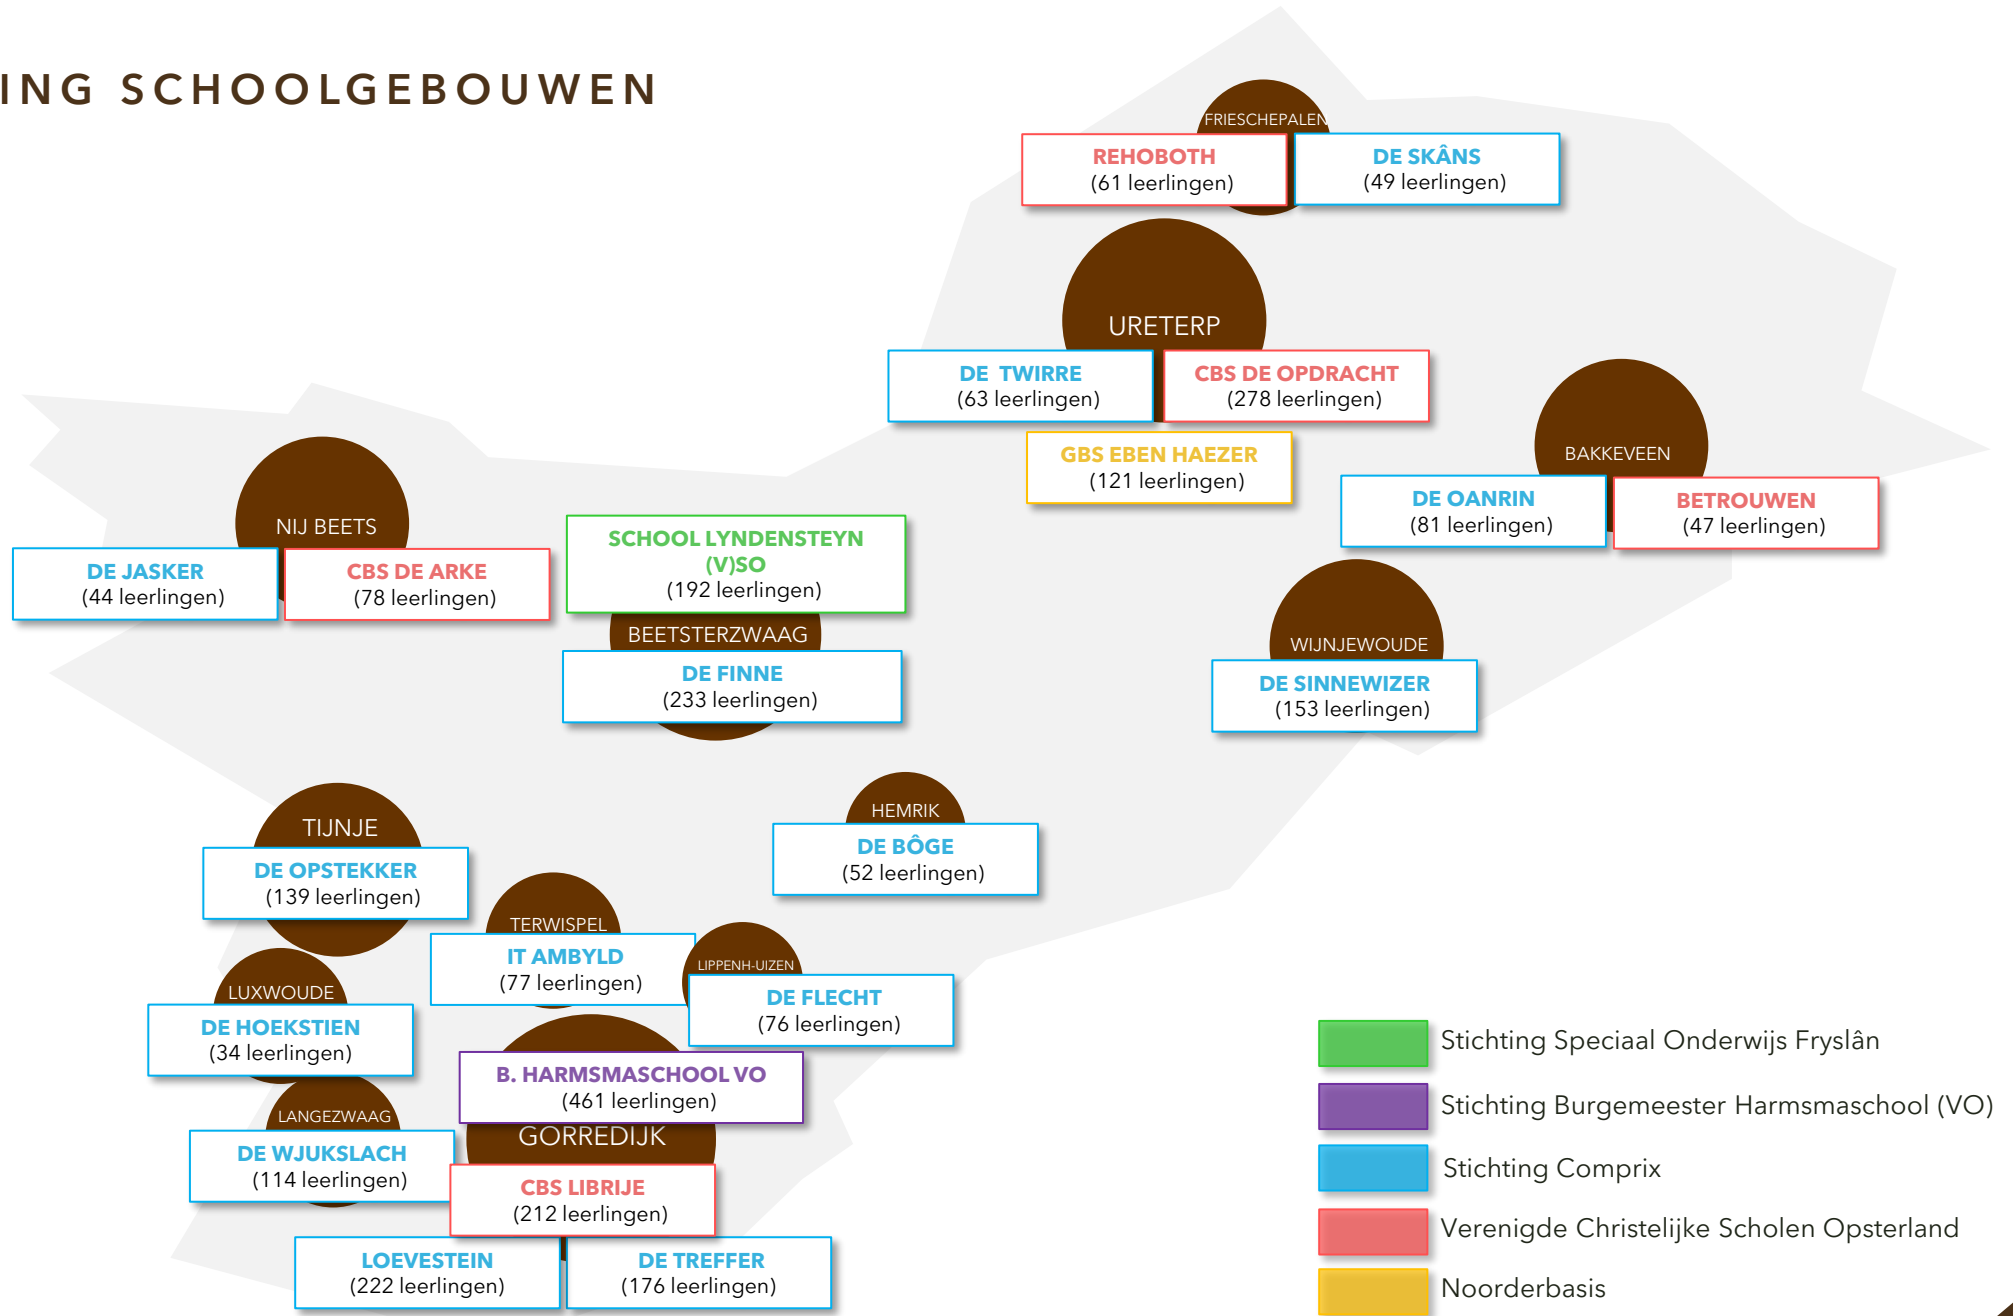 ING SCHOOLGEBOUWEN
FRIESCHEPALEN
REHOBOTH
(61 leerlingen)
DE SKÂNS
(49 leerlingen)
URETERP
DE TWIRRE
(63 leerlingen)
CBS DE OPDRACHT
(278 leerlingen)
GBS EBEN HAEZER
(121 leerlingen)
BAKKEVEEN
DE OANRIN
(81 leerlingen)
BETROUWEN
(47 leerlingen)
NIJ BEETS
DE JASKER
(44 leerlingen)
CBS DE ARKE
(78 leerlingen)
SCHOOL LYNDENSTEYN
(V)SO
(192 leerlingen)
BEETSTERZWAAG
DE FINNE
(233 leerlingen)
WIJNJEWOUDE
DE SINNEWIZER
(153 leerlingen)
TIJNJE
DE OPSTEKKER
(139 leerlingen)
HEMRIK
DE BÔGE
(52 leerlingen)
TERWISPEL
IT AMBYLD
(77 leerlingen)
LIPPENH-UIZEN
DE FLECHT
(76 leerlingen)
LUXWOUDE
DE HOEKSTIEN
(34 leerlingen)
LANGEZWAAG
DE WJUKSLACH
(114 leerlingen)
B. HARMSMASCHOOL VO
(461 leerlingen)
GORREDIJK
CBS LIBRIJE
(212 leerlingen)
LOEVESTEIN
(222 leerlingen)
DE TREFFER
(176 leerlingen)
Stichting Speciaal Onderwijs Fryslân
Stichting Burgemeester Harmsmaschool (VO)
Stichting Comprix
Verenigde Christelijke Scholen Opsterland
Noorderbasis